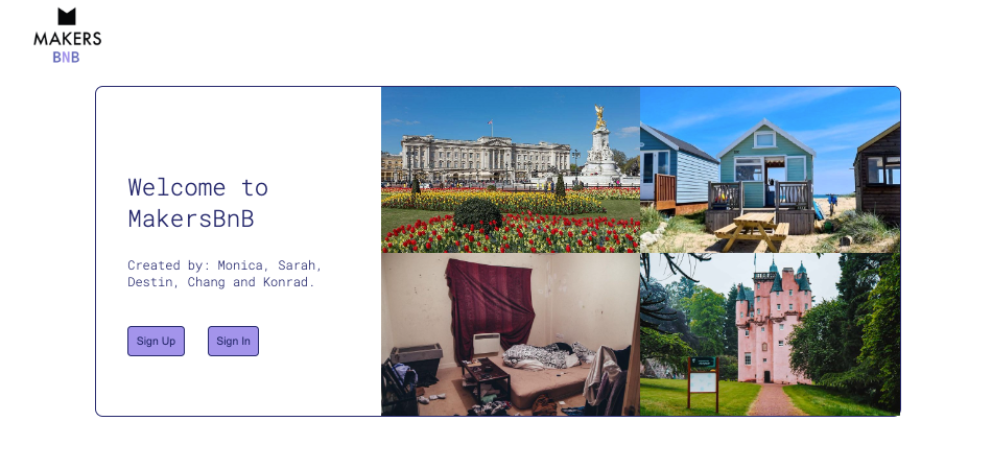 MAKERS
BNB
Welcome to
MakersBnB
Created by: Monica, Sarah,
Destin, Chang and Konrad.
Sign Up
Sign In